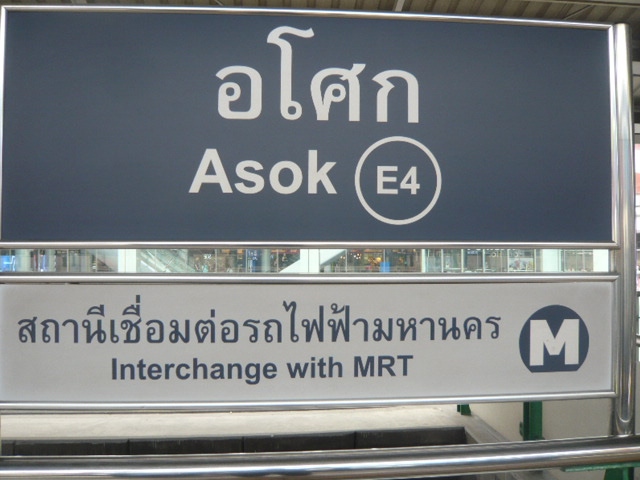 อโศก
Asok E4
สถานีเชื่อมต่อรถไฟฟ้ามหานคร
Interchange with MRT
M